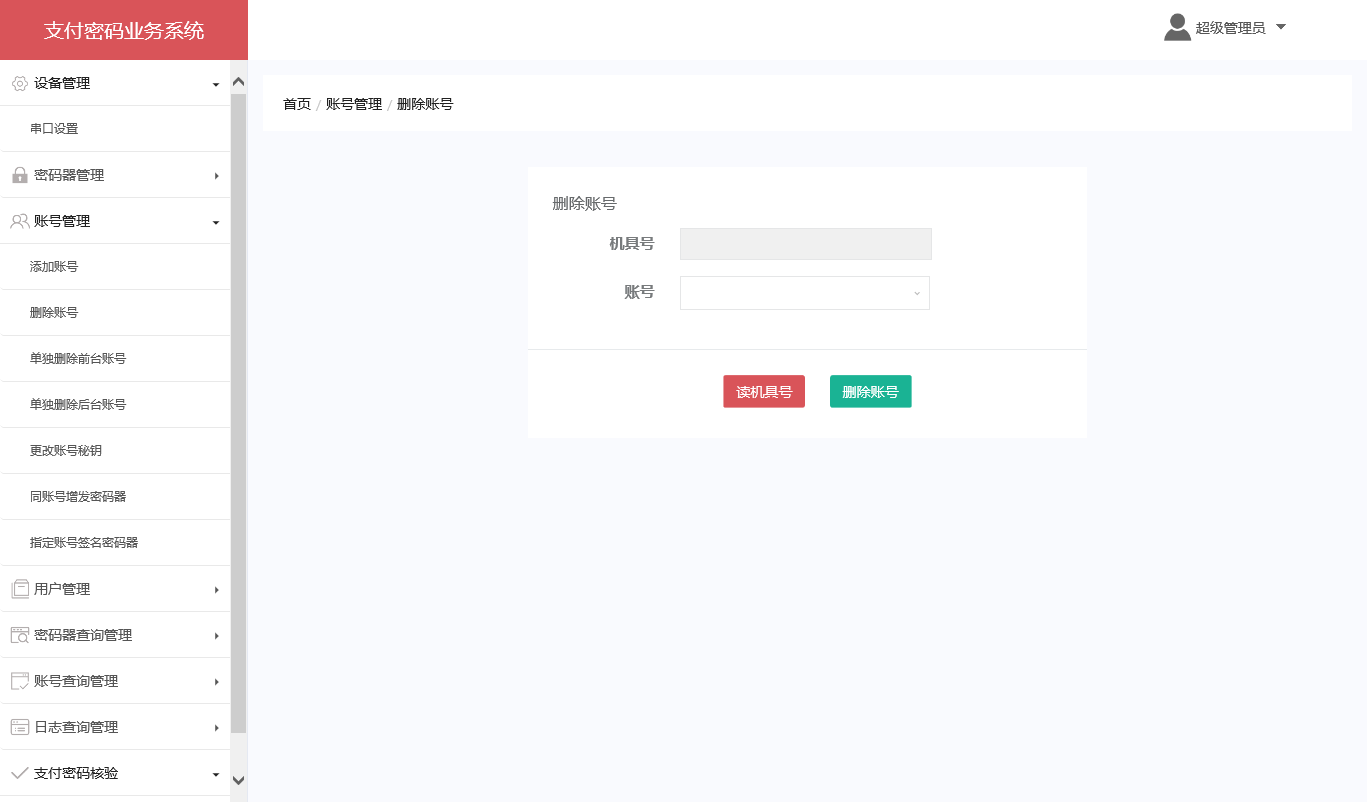 支付密码业务系统
超级管理员
设备管理
串口设置
密码器管理
账号管理
添加账号
删除账号
单独删除前台账号
单独删除后台账号
更改账号秘钥
同账号增发密码器
指定账号签名密码器
用户管理
密码器查询管理
账号查询管理
日志查询管理
支付密码核验
首页 / 账号管理 / 删除账号
删除账号
机具号
账号
读机具号 删除账号